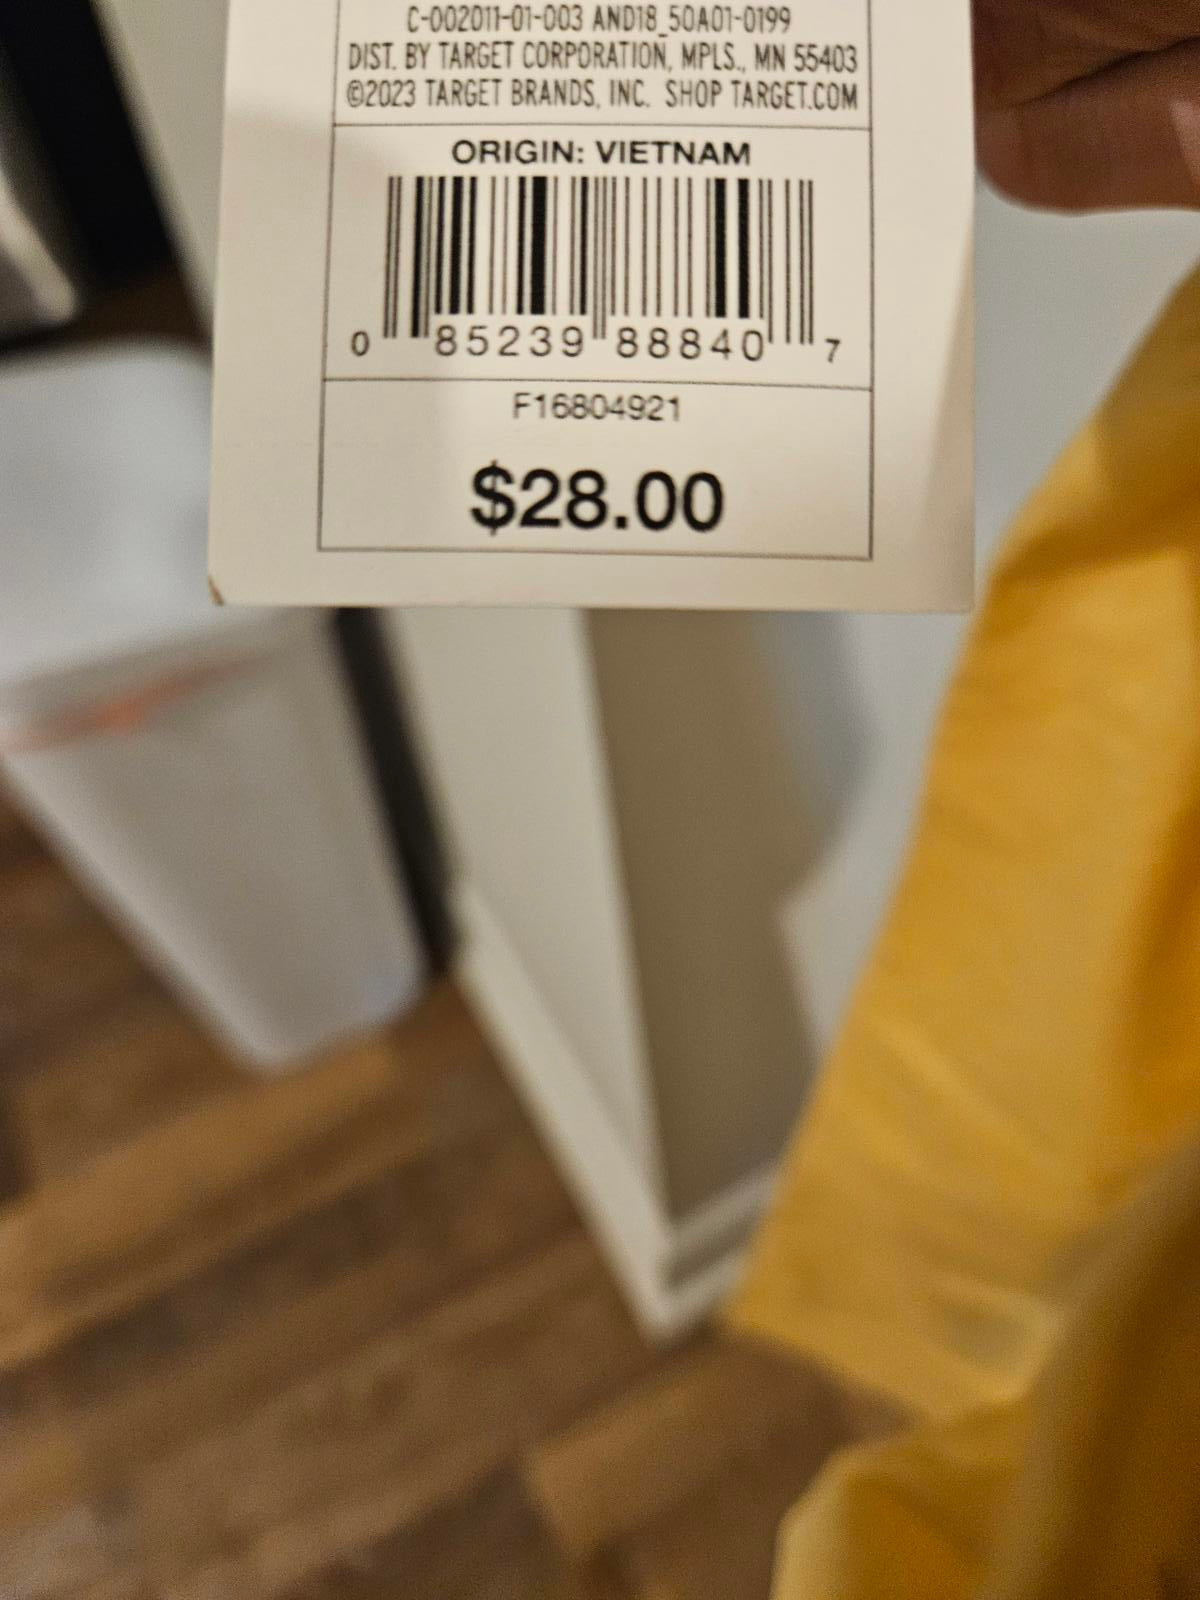 C-002011-01-003 AND18_50A01-0199
DIST. BY TARGET CORPORATION, MPLS., MN 55403
©2023 TARGET BRANDS, INC. SHOP TARGET.COM
ORIGIN: VIETNAM
0 85239 88840 7
F16804921
$28.00